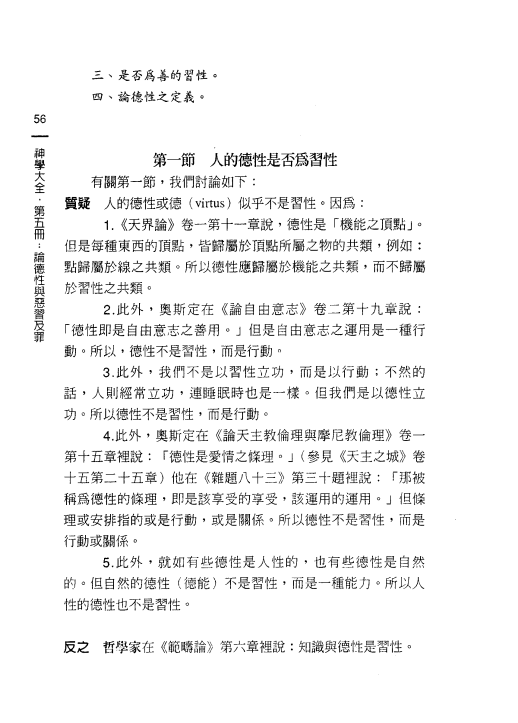 三、是否爲善的習性。
四、論德性之定義。
56
神學大全．第五冊：論德性與惡習及罪
第一節　人的德性是否爲習性
有關第一節，我們討論如下：
質疑　人的德性或德（virtus）似乎不是習性。因爲：
1.《天界論》卷一第十一章說，德性是「機能之頂點」。
但是每種東西的頂點，皆歸屬於頂點所屬之物的共類，例如：
點歸屬於線之共類。所以德性應歸屬於機能之共類，而不歸屬
於習性之共類。
2.此外，奧斯定在《論自由意志》卷二第十九章說：
「德性即是自由意志之善用。」但是自由意志之運用是一種行
動。所以，德性不是習性，而是行動。
3.此外，我們不是以習性立功，而是以行動；不然的
話，人則經常立功，連睡眠時也是一樣。但我們是以德性立
功。所以德性不是習性，而是行動。
4.此外，奧斯定在《論天主教倫理與摩尼教倫理》卷一
第十五章裡說：「德性是愛情之條理。」（參見《天主之城》卷
十五第二十五章）他在《雜題八十三》第三十題裡說：「那被
稱爲德性的條理，即是該享受的享受，該運用的運用。」但條
理或安排指的或是行動，或是關係。所以德性不是習性，而是
行動或關係。
5.此外，就如有些德性是人性的，也有些德性是自然
的。但自然的德性（德能）不是習性，而是一種能力。所以人
性的德性也不是習性。
反之　哲學家在《範疇論》第六章裡說：知識與德性是習性。